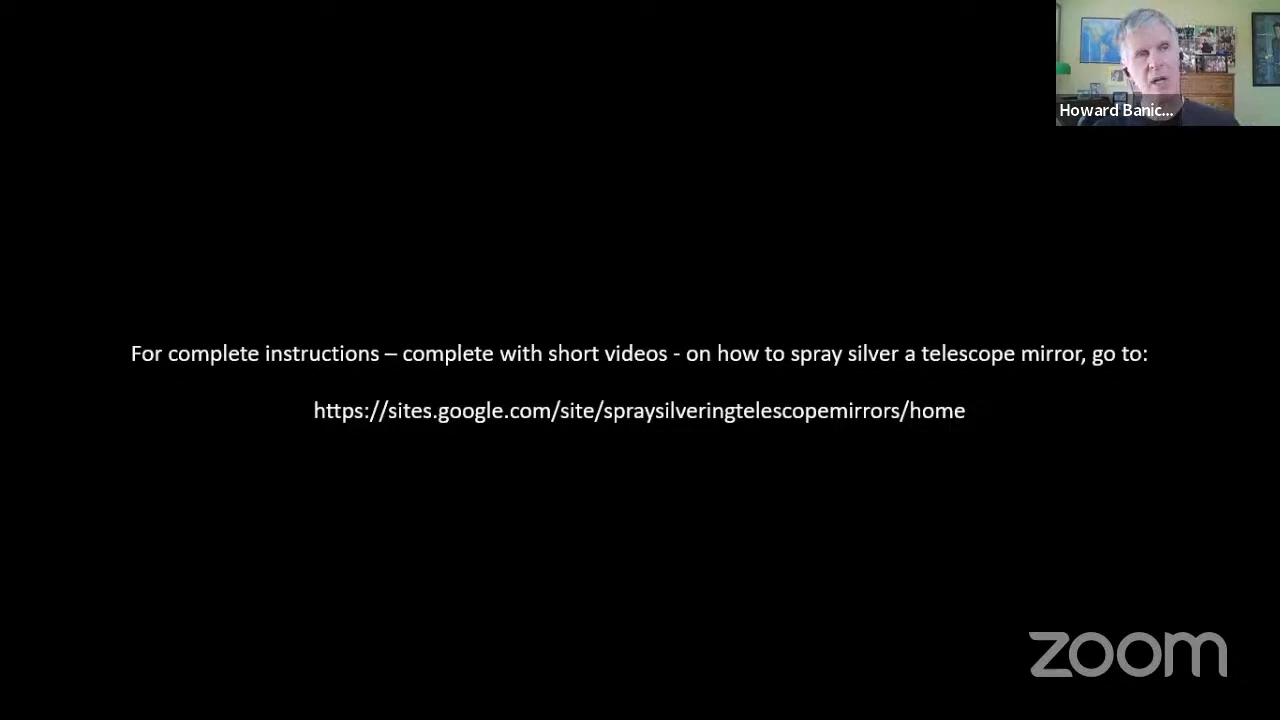 Howard Banic...
For complete instructions – complete with short videos - on how to spray silver a telescope mirror, go to:
https://sites.google.com/site/spraysilveringtelescopemirrors/home
zoom